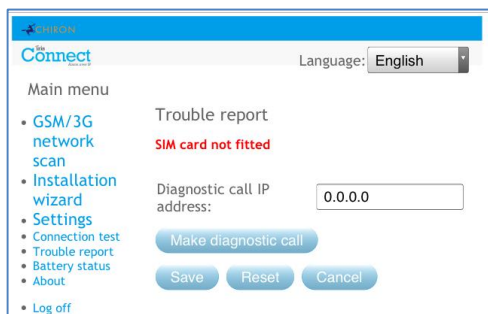 CHIRON
Connect
Language: English
Main menu
GSM/3G
network
scan
Installation
wizard
Settings
Connection test
Trouble report
Battery status
About
Log off
Trouble report
SIM card not fitted
Diagnostic call IP
address:
0.0.0.0
Make diagnostic call
Save Reset Cancel